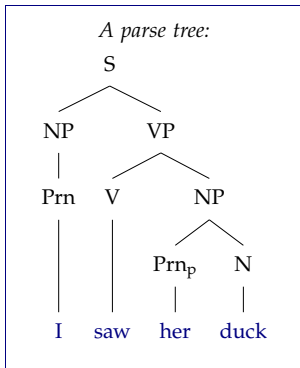 A parse tree:
S
NP VP
Prn V NP
Prnp N
I saw her duck